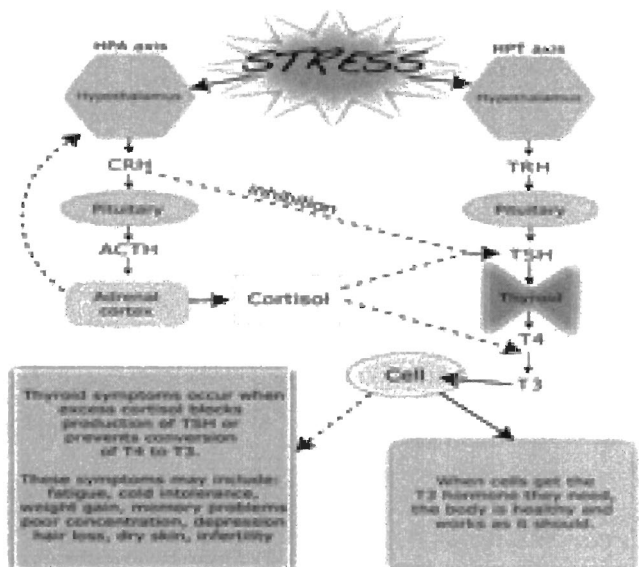 HPA axis
STRESS
HPT axis
Hypothalamus
Hypothalamus
CRH
TRH
Inhibition
Pituitary
Pituitary
ACTH
TSH
Adrenal
cortex
Cortisol
Thyroid
T4
Cell
T3
Thyroid symptoms occur when
excess cortisol blocks
production of TSH or
prevents conversion
of T4 to T3.
These symptoms may include:
fatigue, cold intolerance,
weight gain, memory problems
poor concentration, depression
hair loss, dry skin, infertility
When cells get the
T3 hormone they need,
the body is healthy and
works as it should.